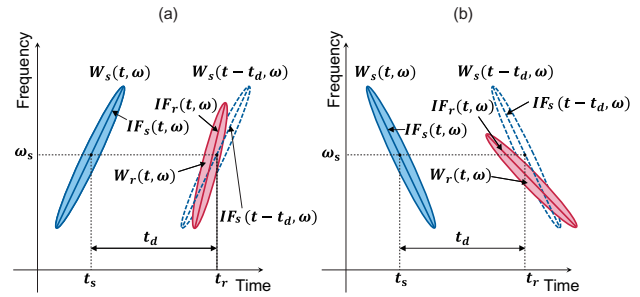 (a)
Frequency
W_s(t, ω)
W_s(t − t_d, ω)
IF_r(t, ω)
IF_s(t, ω)
ω_s
W_r(t, ω)
IF_s(t − t_d, ω)
t_d
t_s
t_r
Time
(b)
Frequency
W_s(t, ω)
W_s(t − t_d, ω)
IF_r(t, ω)
IF_s(t − t_d, ω)
IF_s(t, ω)
ω_s
W_r(t, ω)
t_d
t_s
t_r
Time